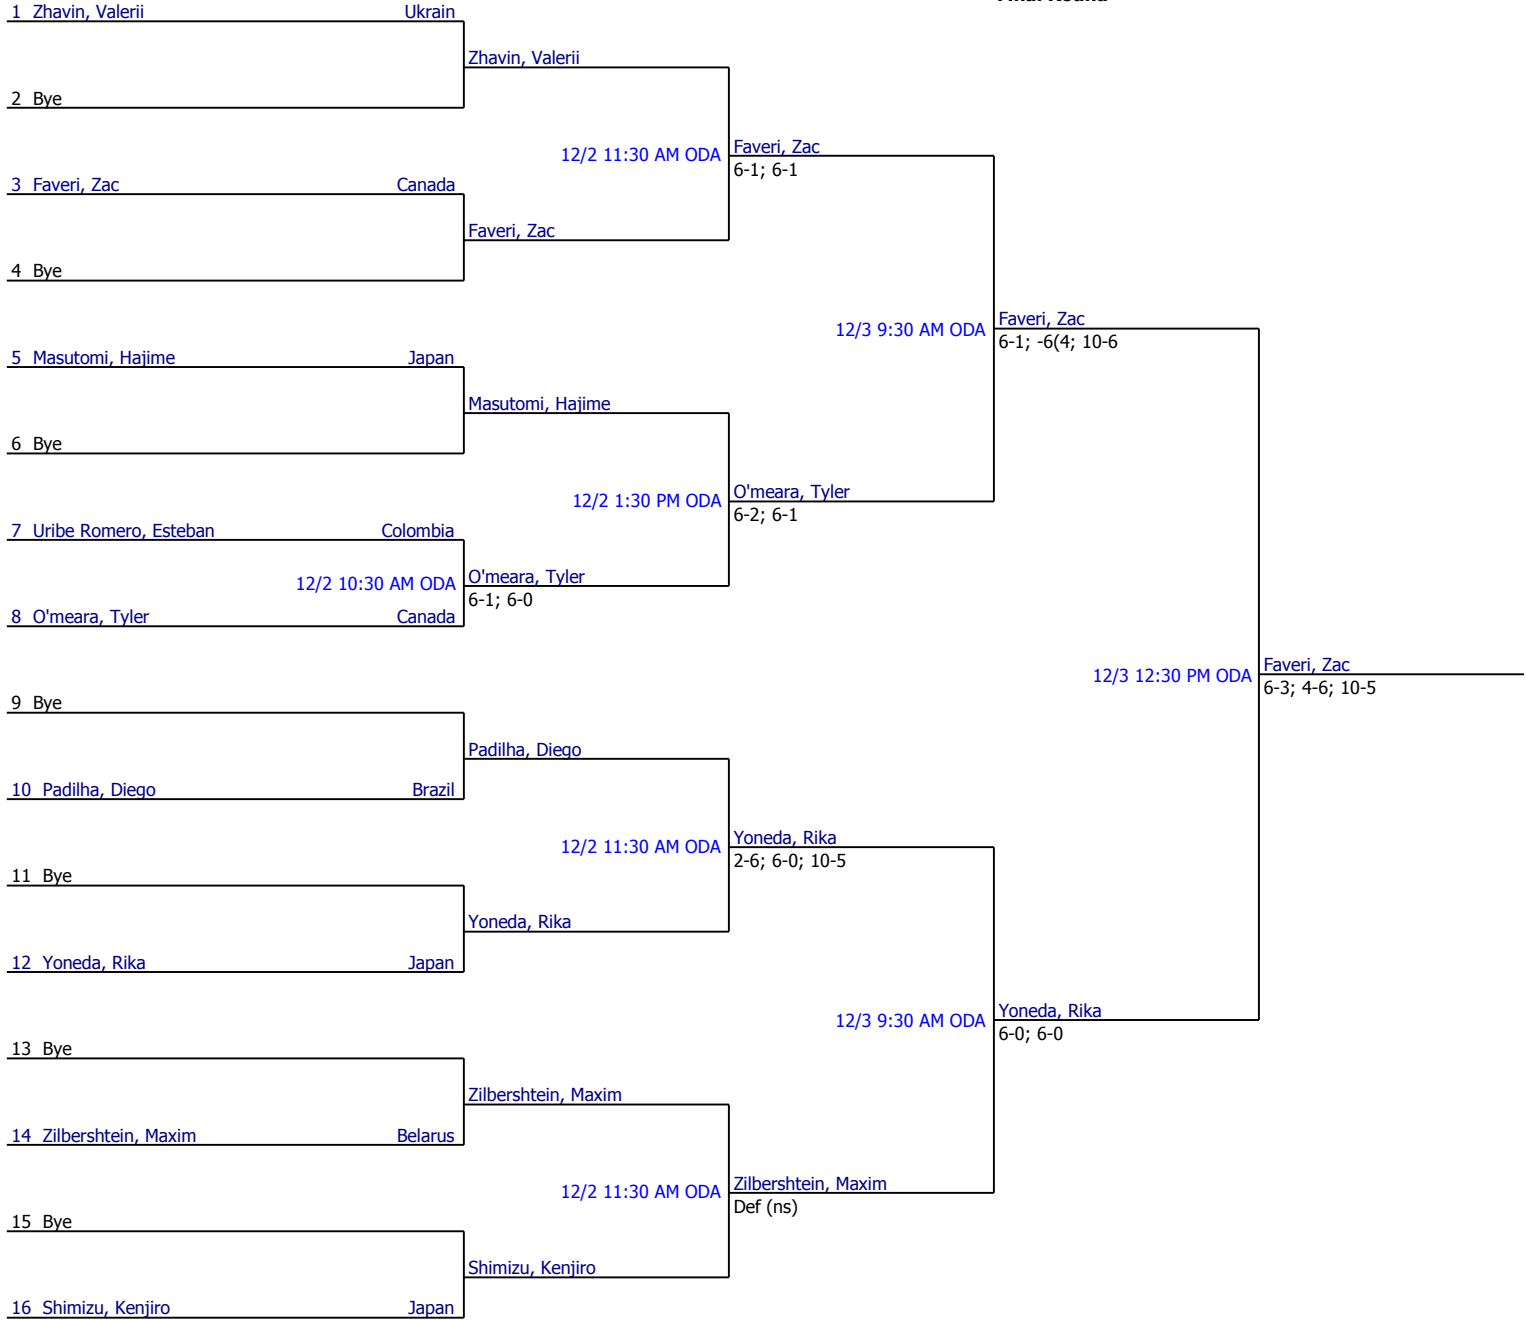 1 Zhavin, Valerii Ukrain
Zhavin, Valerii
2 Bye
12/2 11:30 AM ODA Faveri, Zac
6-1; 6-1
3 Faveri, Zac Canada
Faveri, Zac
4 Bye
12/3 9:30 AM ODA Faveri, Zac
6-1; -6(4; 10-6
5 Masutomi, Hajime Japan
Masutomi, Hajime
6 Bye
12/2 1:30 PM ODA O'meara, Tyler
6-2; 6-1
7 Uribe Romero, Esteban Colombia
12/2 10:30 AM ODA O'meara, Tyler
6-1; 6-0
8 O'meara, Tyler Canada
12/3 12:30 PM ODA Faveri, Zac
6-3; 4-6; 10-5
9 Bye
Padilha, Diego
10 Padilha, Diego Brazil
12/2 11:30 AM ODA Yoneda, Rika
2-6; 6-0; 10-5
11 Bye
Yoneda, Rika
12 Yoneda, Rika Japan
12/3 9:30 AM ODA Yoneda, Rika
6-0; 6-0
13 Bye
Zilbershtein, Maxim
14 Zilbershtein, Maxim Belarus
12/2 11:30 AM ODA Zilbershtein, Maxim
Def (ns)
15 Bye
Shimizu, Kenjiro
16 Shimizu, Kenjiro Japan